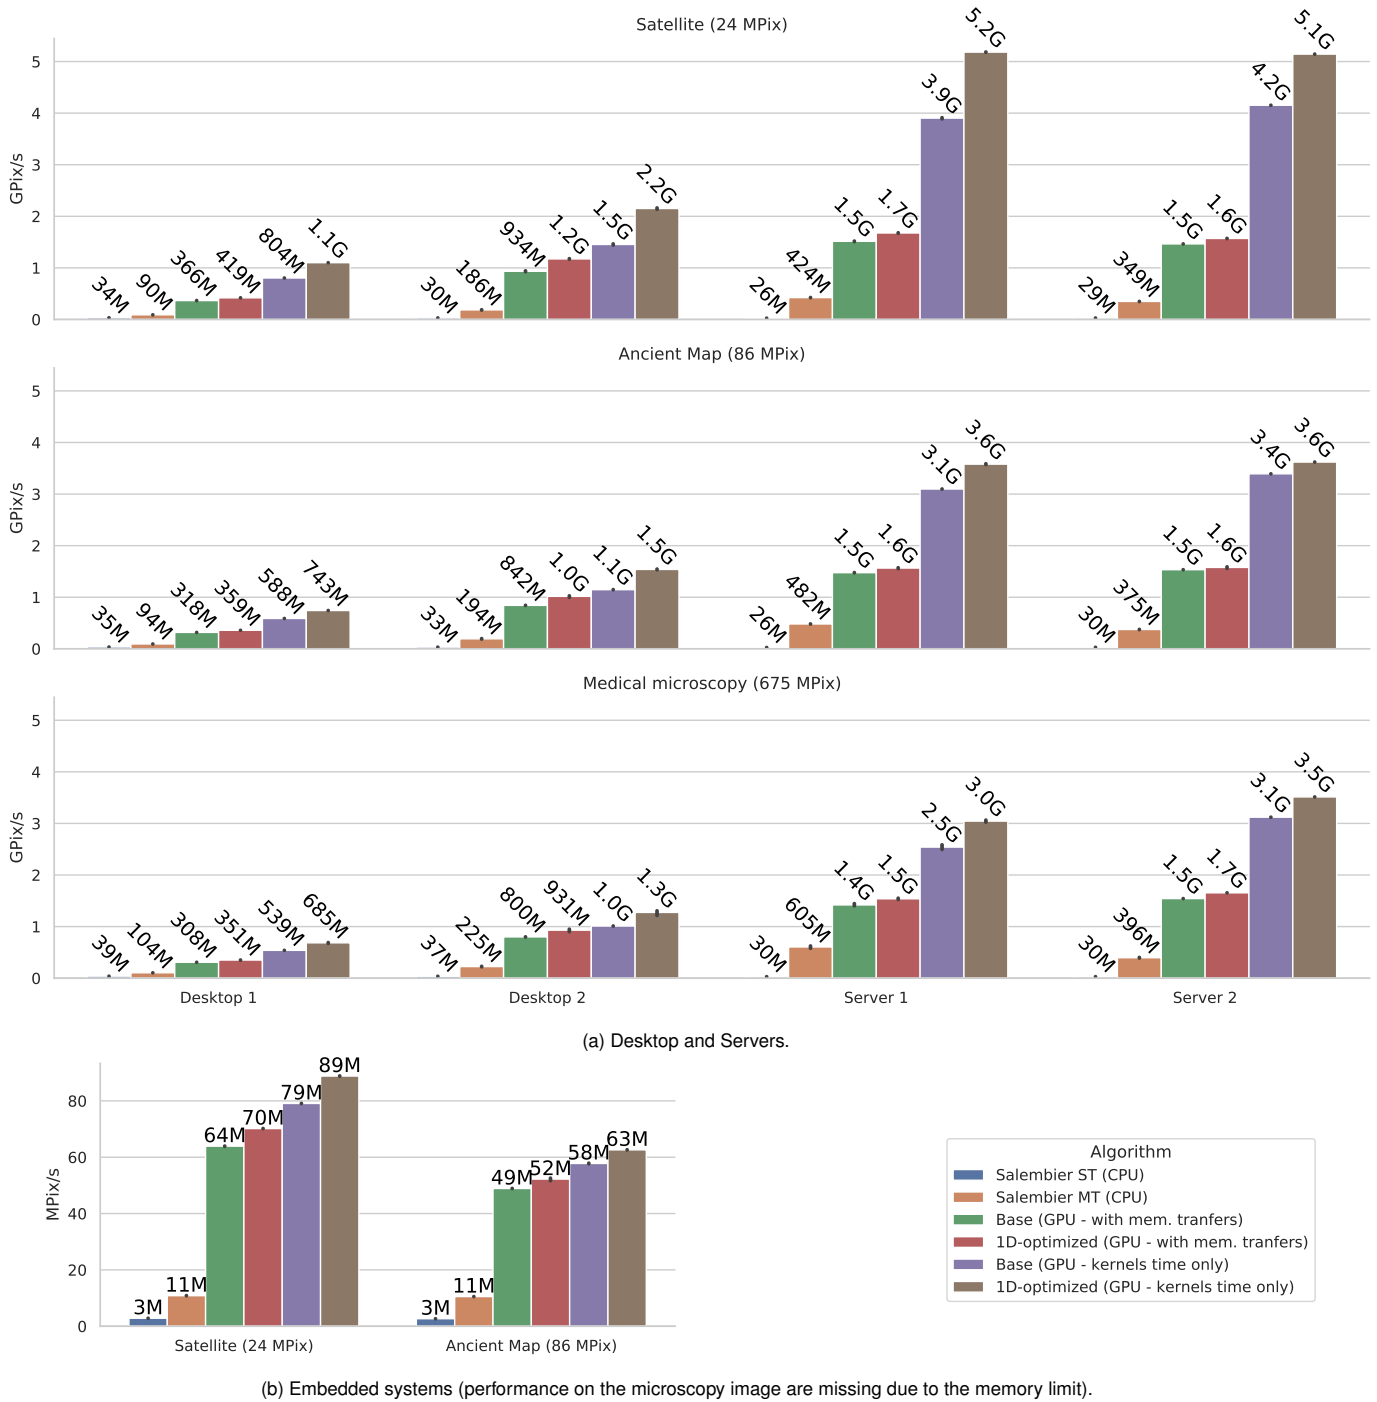 Satellite (24 MPix)
GPix/s
5
4
3
2
1
0
34M 90M 366M 419M 804M 1.1G
30M 186M 934M 1.2G 1.5G 2.2G
26M 424M 1.5G 1.7G 3.9G 5.2G
29M 349M 1.5G 1.6G 4.2G 5.1G
Ancient Map (86 MPix)
GPix/s
5
4
3
2
1
0
35M 94M 318M 359M 588M 743M
33M 194M 842M 1.0G 1.1G 1.5G
26M 482M 1.5G 1.6G 3.1G 3.6G
30M 375M 1.5G 1.6G 3.4G 3.6G
Medical microscopy (675 MPix)
GPix/s
5
4
3
2
1
0
39M 104M 308M 351M 539M 685M
37M 225M 800M 931M 1.0G 1.3G
30M 605M 1.4G 1.5G 2.5G 3.0G
30M 396M 1.5G 1.7G 3.1G 3.5G
Desktop 1 Desktop 2 Server 1 Server 2
(a) Desktop and Servers.
MPix/s
80
60
40
20
0
3M 11M 64M 70M 79M 89M
3M 11M 49M 52M 58M 63M
Satellite (24 MPix) Ancient Map (86 MPix)
Algorithm
Salembier ST (CPU)
Salembier MT (CPU)
Base (GPU - with mem. tranfers)
1D-optimized (GPU - with mem. tranfers)
Base (GPU - kernels time only)
1D-optimized (GPU - kernels time only)
(b) Embedded systems (performance on the microscopy image are missing due to the memory limit).